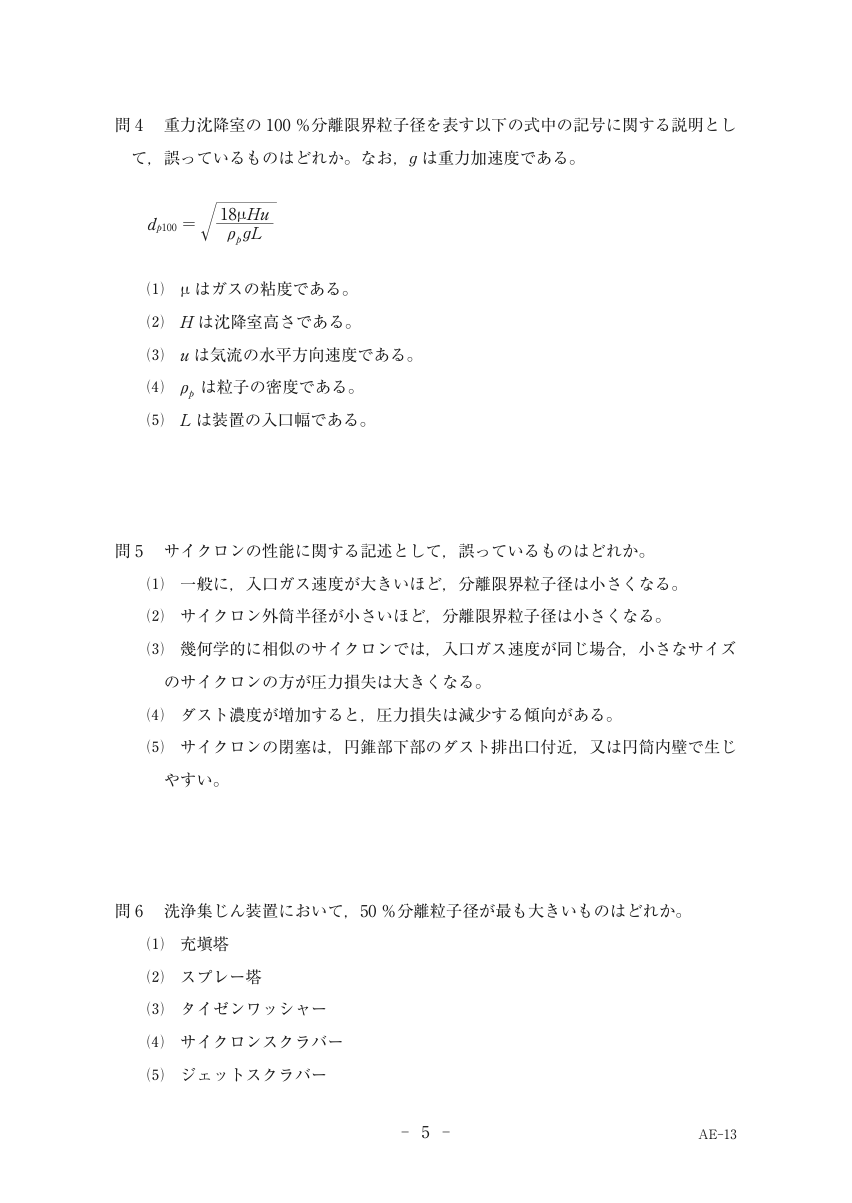 問4 重力沈降室の 100 %分離限界粒子径を表す以下の式中の記号に関する説明とし
て，誤っているものはどれか。なお，g は重力加速度である。
dp100 = √(18μHu / ρpgL)
⑴ μ はガスの粘度である。
⑵ H は沈降室高さである。
⑶ u は気流の水平方向速度である。
⑷ ρp は粒子の密度である。
⑸ L は装置の入口幅である。
問5 サイクロンの性能に関する記述として，誤っているものはどれか。
⑴ 一般に，入口ガス速度が大きいほど，分離限界粒子径は小さくなる。
⑵ サイクロン外筒半径が小さいほど，分離限界粒子径は小さくなる。
⑶ 幾何学的に相似のサイクロンでは，入口ガス速度が同じ場合，小さなサイズ
のサイクロンの方が圧力損失は大きくなる。
⑷ ダスト濃度が増加すると，圧力損失は減少する傾向がある。
⑸ サイクロンの閉塞は，円錐部下部のダスト排出口付近，又は円筒内壁で生じ
やすい。
問6 洗浄集じん装置において，50 %分離粒子径が最も大きいものはどれか。
⑴ 充塡塔
⑵ スプレー塔
⑶ タイゼンワッシャー
⑷ サイクロンスクラバー
⑸ ジェットスクラバー
- 5 -
AE-13